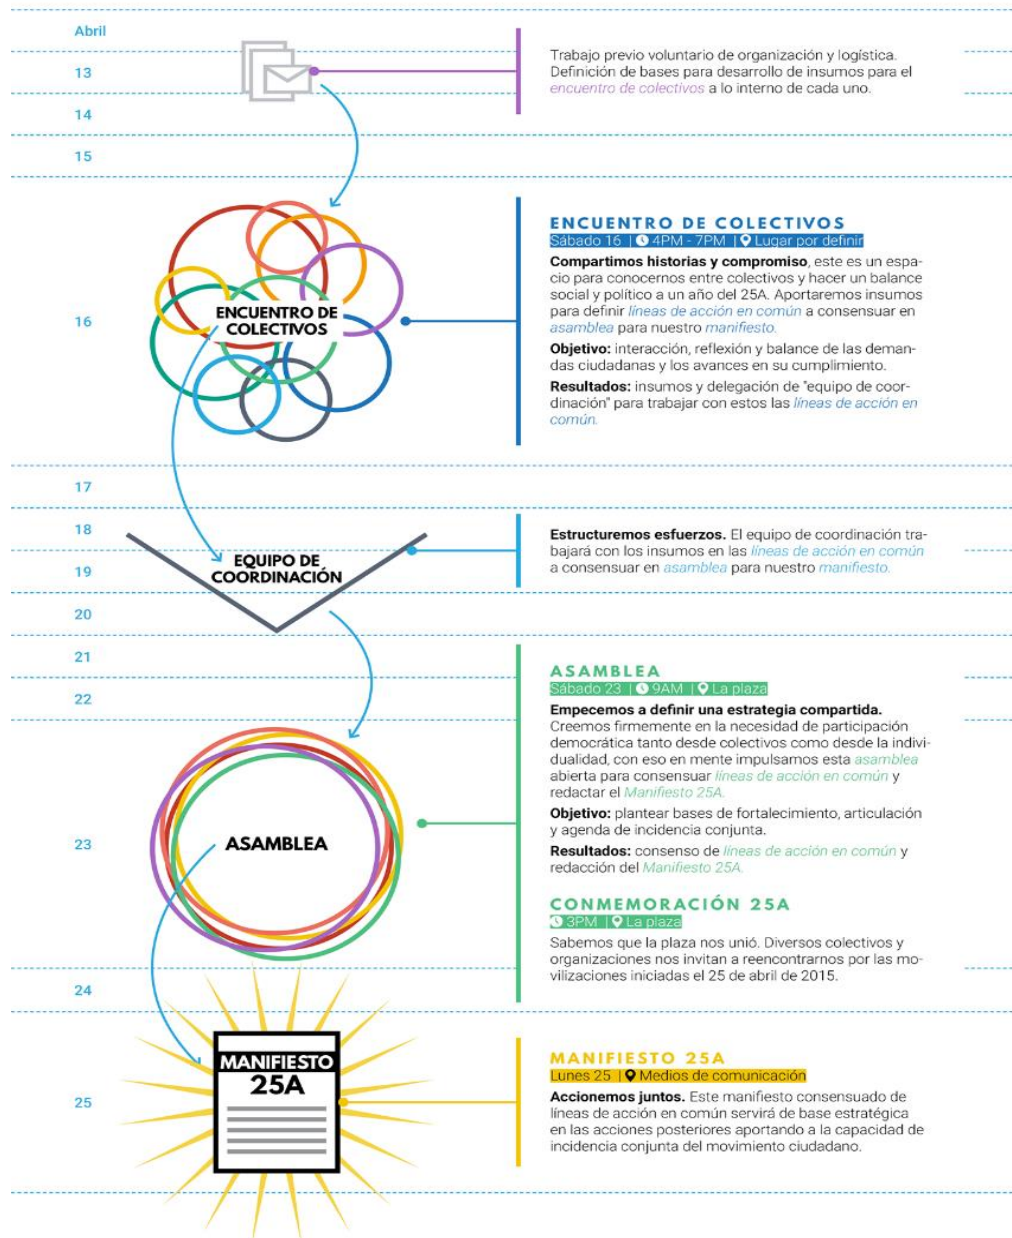 Abril
13
Trabajo previo voluntario de organización y logística.
Definición de bases para desarrollo de insumos para el
encuentro de colectivos a lo interno de cada uno.
14
15
16
ENCUENTRO DE
COLECTIVOS
ENCUENTRO DE COLECTIVOS
Sábado 16 | 4PM - 7PM | Lugar por definir
Compartimos historias y compromiso, este es un espa-
cio para conocernos entre colectivos y hacer un balance
social y político a un año del 25A. Aportaremos insumos
para definir líneas de acción en común a consensuar en
asamblea para nuestro manifiesto.
Objetivo: interacción, reflexión y balance de las deman-
das ciudadanas y los avances en su cumplimiento.
Resultados: insumos y delegación de "equipo de coor-
dinación" para trabajar con estos las líneas de acción en
común.
17
18
19
EQUIPO DE
COORDINACIÓN
Estructuremos esfuerzos. El equipo de coordinación tra-
bajará con los insumos en las líneas de acción en común
a consensuar en asamblea para nuestro manifiesto.
20
21
22
23
ASAMBLEA
ASAMBLEA
Sábado 23 | 9AM | La plaza
Empecemos a definir una estrategia compartida.
Creemos firmemente en la necesidad de participación
democrática tanto desde colectivos como desde la indivi-
dualidad, con eso en mente impulsamos esta asamblea
abierta para consensuar líneas de acción en común y
redactar el Manifiesto 25A.
Objetivo: plantear bases de fortalecimiento, articulación
y agenda de incidencia conjunta.
Resultados: consenso de líneas de acción en común y
redacción del Manifiesto 25A.
CONMEMORACIÓN 25A
3PM | La plaza
Sabemos que la plaza nos unió. Diversos colectivos y
organizaciones nos invitan a reencontrarnos por las mo-
vilizaciones iniciadas el 25 de abril de 2015.
24
25
MANIFIESTO
25A
MANIFIESTO 25A
Lunes 25 | Medios de comunicación
Accionemos juntos. Este manifiesto consensuado de
líneas de acción en común servirá de base estratégica
en las acciones posteriores aportando a la capacidad de
incidencia conjunta del movimiento ciudadano.